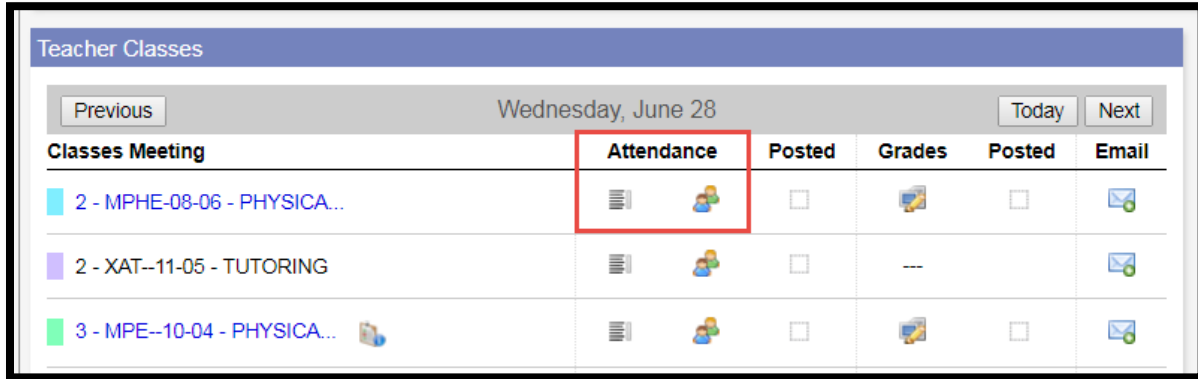 Teacher Classes
Previous Wednesday, June 28 Today Next
Classes Meeting Attendance Posted Grades Posted Email
2 - MPHE-08-06 - PHYSICA...
2 - XAT--11-05 - TUTORING ---
3 - MPE--10-04 - PHYSICA...